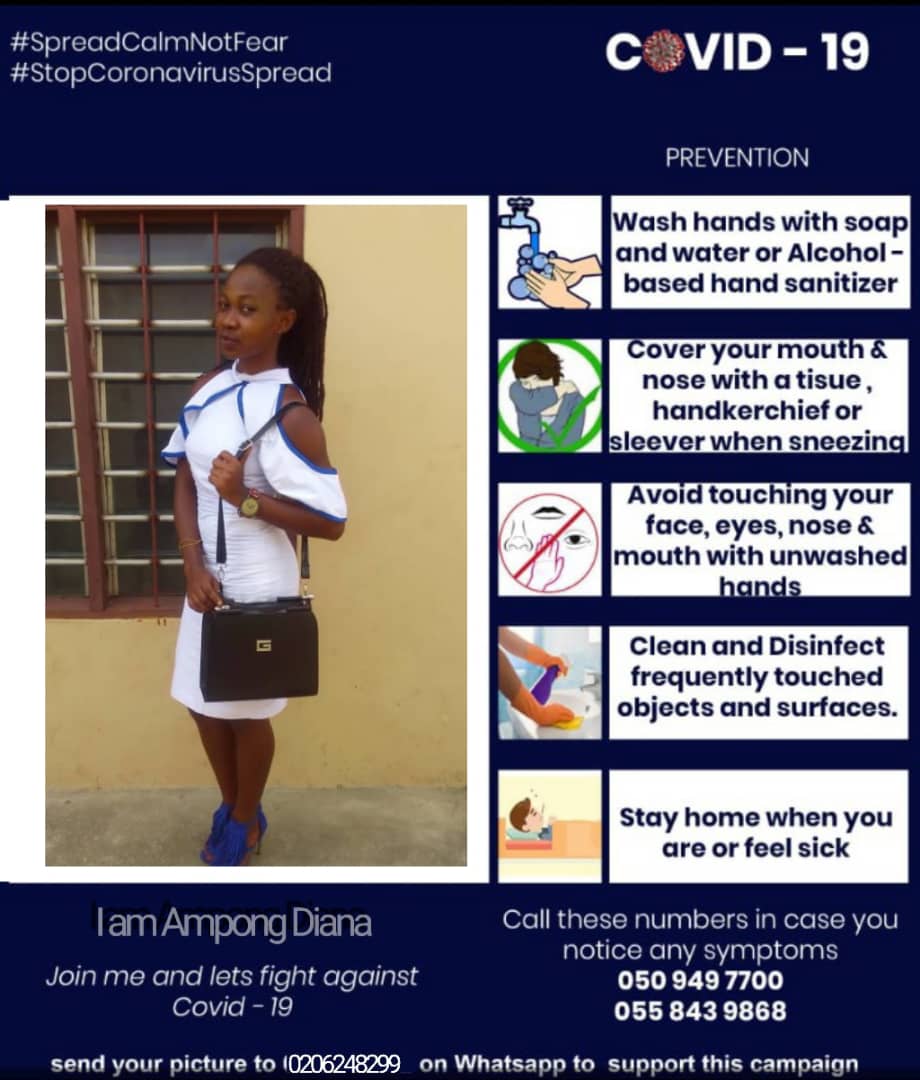 #SpreadCalmNotFear
#StopCoronavirusSpread
COVID - 19
PREVENTION
Wash hands with soap
and water or Alcohol -
based hand sanitizer
Cover your mouth &
nose with a tisue ,
handkerchief or
sleever when sneezing
Avoid touching your
face, eyes, nose &
mouth with unwashed
hands
Clean and Disinfect
frequently touched
objects and surfaces.
Stay home when you
are or feel sick
G
I am Ampong Diana
Join me and lets fight against
Covid - 19
Call these numbers in case you
notice any symptoms
050 949 7700
055 843 9868
send your picture to 0206248299 on Whatsapp to support this campaign